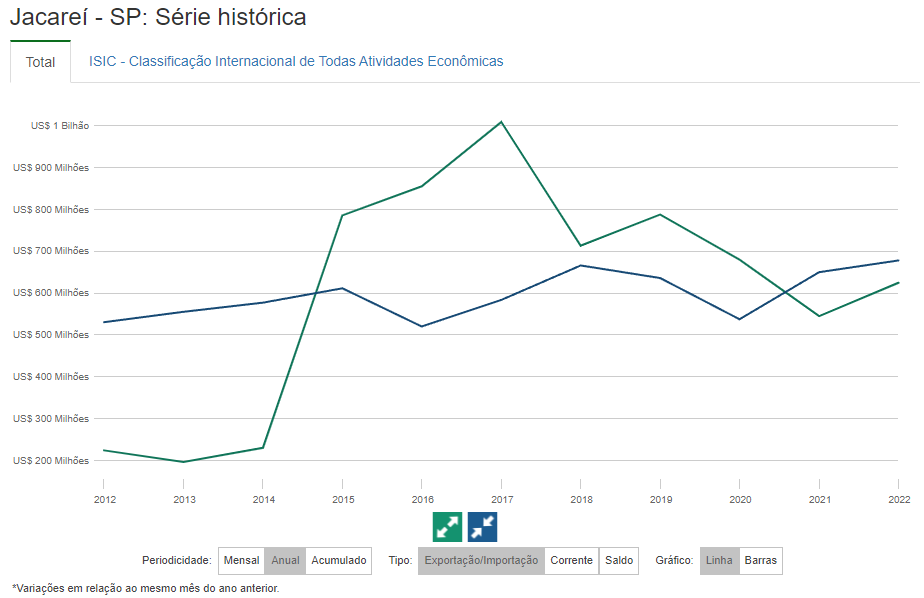 Jacareí - SP: Série histórica
Total ISIC - Classificação Internacional de Todas Atividades Econômicas
US$ 1 Bilhão
US$ 900 Milhões
US$ 800 Milhões
US$ 700 Milhões
US$ 600 Milhões
US$ 500 Milhões
US$ 400 Milhões
US$ 300 Milhões
US$ 200 Milhões
2012 2013 2014 2015 2016 2017 2018 2019 2020 2021 2022
Periodicidade: Mensal Anual Acumulado Tipo: Exportação/Importação Corrente Saldo Gráfico: Linha Barras
*Variações em relação ao mesmo mês do ano anterior.